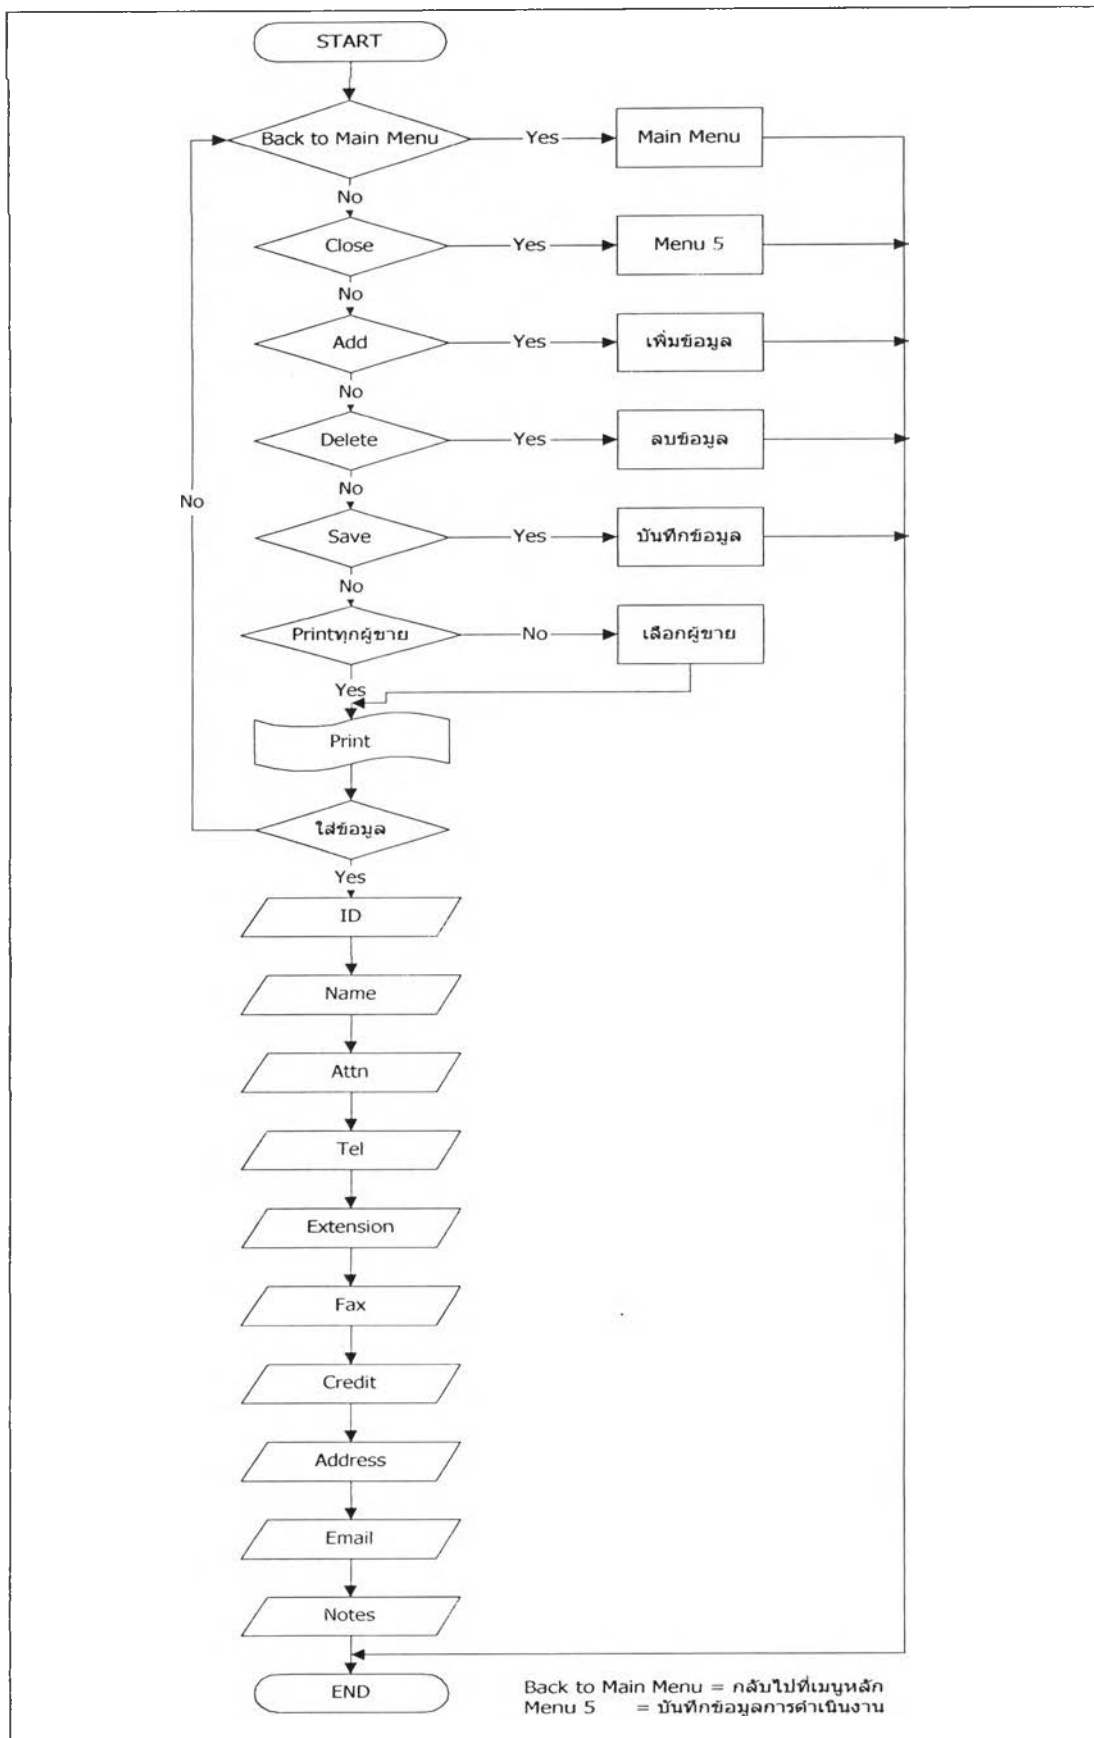 START
Back to Main Menu
Yes
Main Menu
No
Close
Yes
Menu 5
No
Add
Yes
เพิ่มข้อมูล
No
Delete
Yes
ลบข้อมูล
No
No
Save
Yes
บันทึกข้อมูล
No
Printทุกผู้ขาย
No
เลือกผู้ขาย
Yes
Print
ใส่ข้อมูล
Yes
ID
Name
Attn
Tel
Extension
Fax
Credit
Address
Email
Notes
END
Back to Main Menu = กลับไปที่เมนูหลัก
Menu 5 = บันทึกข้อมูลการดำเนินงาน